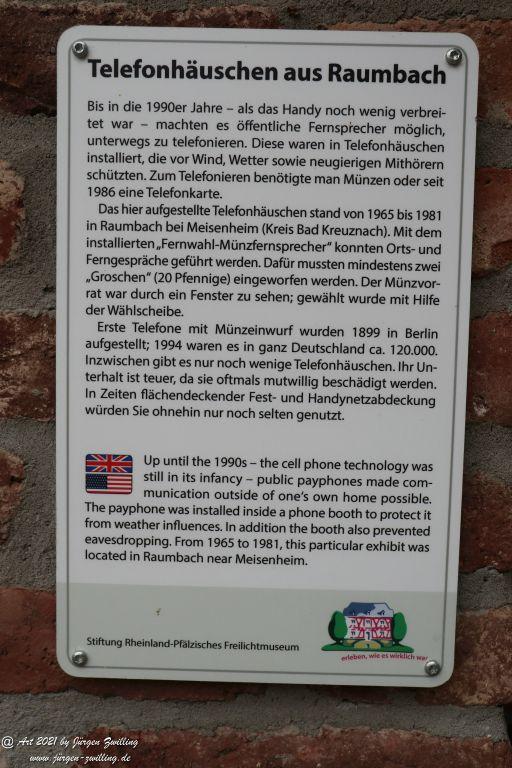 Telefonhäuschen aus Raumbach
Bis in die 1990er Jahre – als das Handy noch wenig verbrei-
tet war – machten es öffentliche Fernsprecher möglich,
unterwegs zu telefonieren. Diese waren in Telefonhäuschen
installiert, die vor Wind, Wetter sowie neugierigen Mithörern
schützten. Zum Telefonieren benötigte man Münzen oder seit
1986 eine Telefonkarte.
Das hier aufgestellte Telefonhäuschen stand von 1965 bis 1981
in Raumbach bei Meisenheim (Kreis Bad Kreuznach). Mit dem
installierten „Fernwahl-Münzfernsprecher" konnten Orts- und
Ferngespräche geführt werden. Dafür mussten mindestens zwei
„Groschen" (20 Pfennige) eingeworfen werden. Der Münzvor-
rat war durch ein Fenster zu sehen; gewählt wurde mit Hilfe
der Wählscheibe.
Erste Telefone mit Münzeinwurf wurden 1899 in Berlin
aufgestellt; 1994 waren es in ganz Deutschland ca. 120.000.
Inzwischen gibt es nur noch wenige Telefonhäuschen. Ihr Un-
terhalt ist teuer, da sie oftmals mutwillig beschädigt werden.
In Zeiten flächendeckender Fest- und Handynetzabdeckung
würden Sie ohnehin nur noch selten genutzt.
Up until the 1990s – the cell phone technology was
still in its infancy – public payphones made com-
munication outside of one's own home possible.
The payphone was installed inside a phone booth to protect it
from weather influences. In addition the booth also prevented
eavesdropping. From 1965 to 1981, this particular exhibit was
located in Raumbach near Meisenheim.
Stiftung Rheinland-Pfälzisches Freilichtmuseum
erleben, wie es wirklich war
@ Art 2021 by Jürgen Zwilling
www.jürgen-zwilling.de